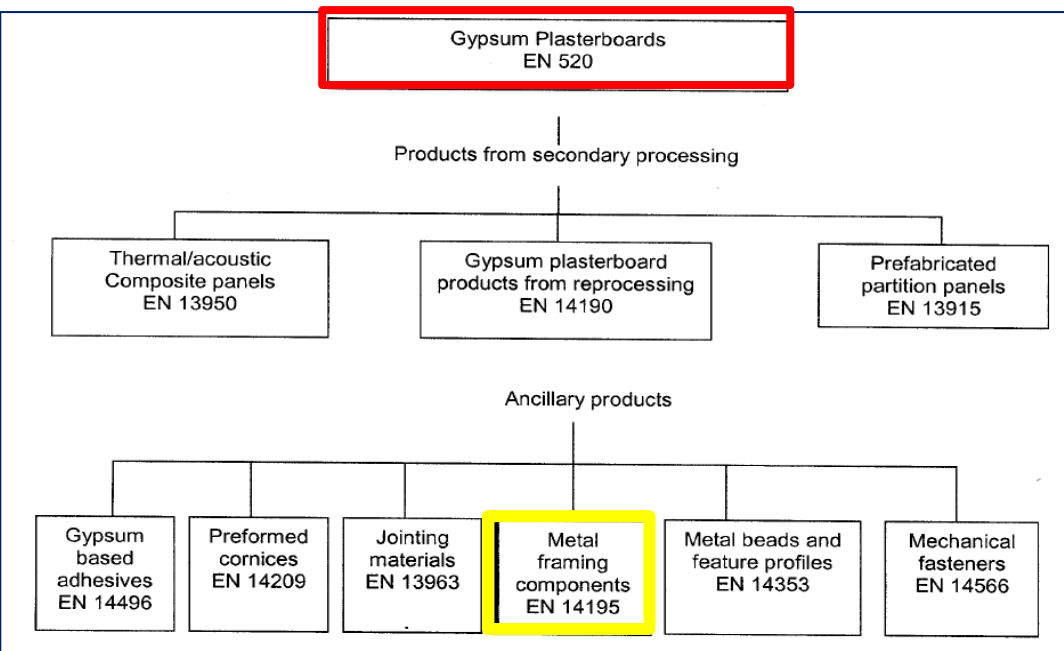 Gypsum Plasterboards
EN 520
Products from secondary processing
Thermal/acoustic
Composite panels
EN 13950
Gypsum plasterboard
products from reprocessing
EN 14190
Prefabricated
partition panels
EN 13915
Ancillary products
Gypsum
based
adhesives
EN 14496
Preformed
cornices
EN 14209
Jointing
materials
EN 13963
Metal
framing
components
EN 14195
Metal beads and
feature profiles
EN 14353
Mechanical
fasteners
EN 14566